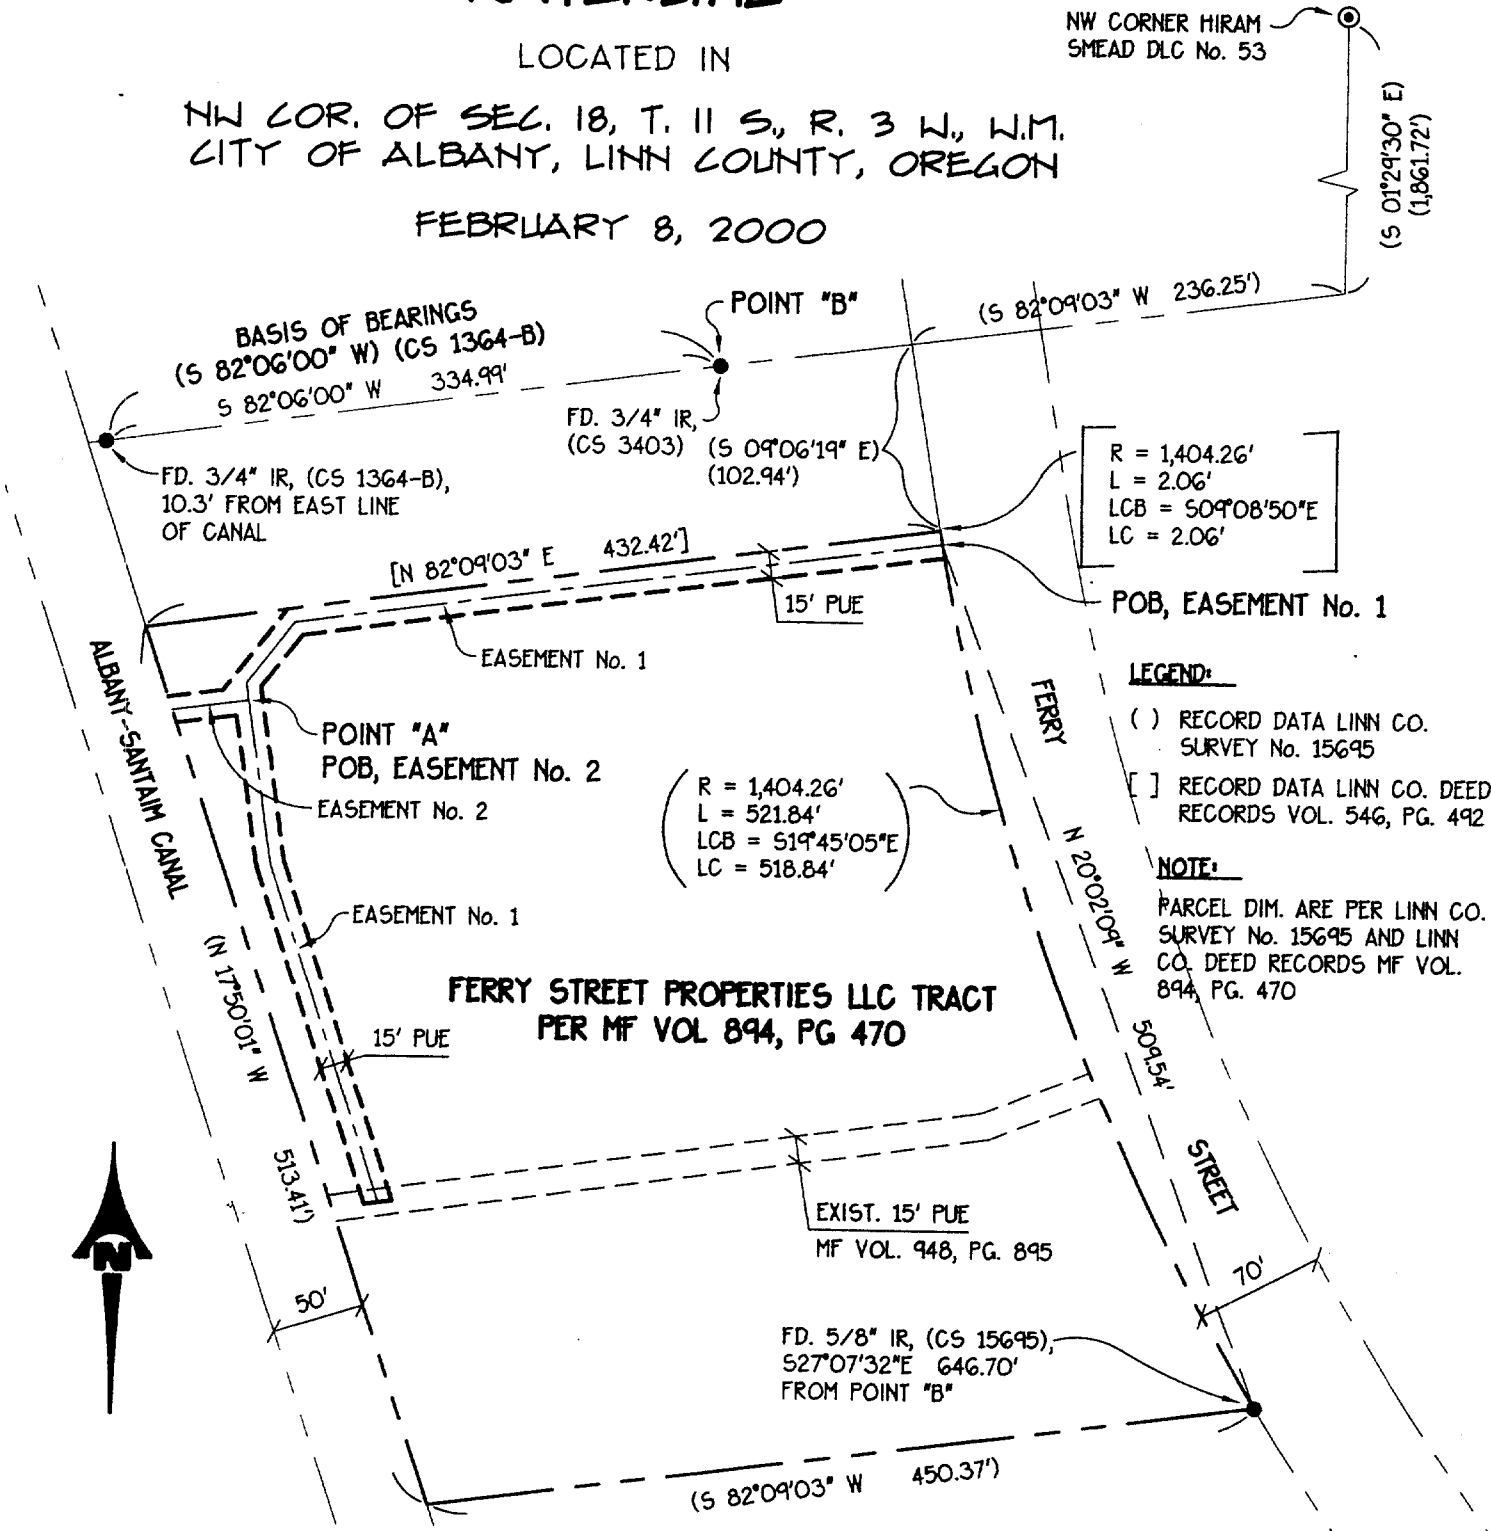 NW CORNER HIRAM
SMEAD DLC No. 53
LOCATED IN
NW COR. OF SEC. 18, T. 11 S., R. 3 W., W.M.
CITY OF ALBANY, LINN COUNTY, OREGON
FEBRUARY 8, 2000
(S 01°29'30" E)
(1,861.72')
BASIS OF BEARINGS
(S 82°06'00" W) (CS 1364-B)
S 82°06'00" W 334.99'
POINT "B"
(S 82°09'03" W 236.25')
FD. 3/4" IR,
(CS 3403)
(S 09°06'19" E)
(102.94')
FD. 3/4" IR, (CS 1364-B),
10.3' FROM EAST LINE
OF CANAL
R = 1,404.26'
L = 2.06'
LCB = S09°08'50"E
LC = 2.06'
[N 82°09'03" E 432.42']
15' PUE
POB, EASEMENT No. 1
EASEMENT No. 1
ALBANY-SANTAIM CANAL
POINT "A"
POB, EASEMENT No. 2
EASEMENT No. 2
FERRY
LEGEND:
( ) RECORD DATA LINN CO.
SURVEY No. 15695
[ ] RECORD DATA LINN CO. DEED
RECORDS VOL. 546, PG. 492
R = 1,404.26'
L = 521.84'
LCB = S19°45'05"E
LC = 518.84'
N 20°02'09" W 509.54'
NOTE:
PARCEL DIM. ARE PER LINN CO.
SURVEY No. 15695 AND LINN
CO. DEED RECORDS MF VOL.
894, PG. 470
EASEMENT No. 1
(N 17°50'01" W 513.41')
FERRY STREET PROPERTIES LLC TRACT
PER MF VOL 894, PG 470
15' PUE
STREET
N
EXIST. 15' PUE
MF VOL. 948, PG. 895
50'
70'
FD. 5/8" IR, (CS 15695),
S27°07'32"E 646.70'
FROM POINT "B"
(S 82°09'03" W 450.37')